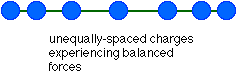 unequally-spaced charges
experiencing balanced
forces